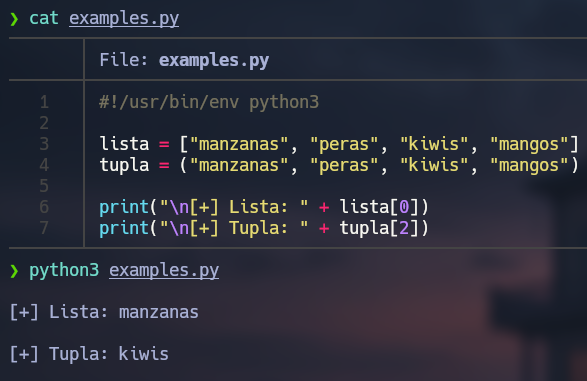 ❯ cat examples.py
File: examples.py
1 #!/usr/bin/env python3
2
3 lista = ["manzanas", "peras", "kiwis", "mangos"]
4 tupla = ("manzanas", "peras", "kiwis", "mangos")
5
6 print("\n[+] Lista: " + lista[0])
7 print("\n[+] Tupla: " + tupla[2])
❯ python3 examples.py
[+] Lista: manzanas
[+] Tupla: kiwis